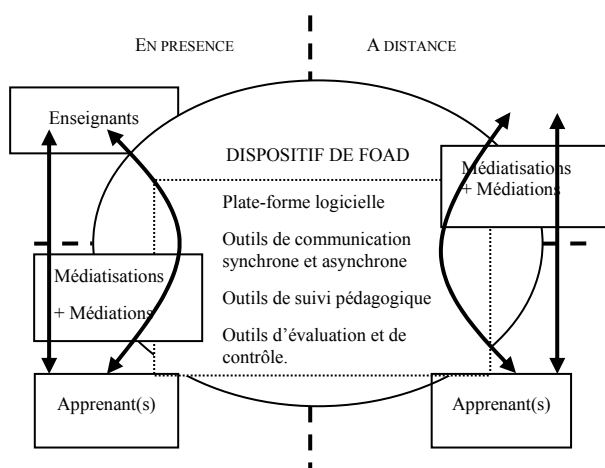 EN PRESENCE
A DISTANCE
Enseignants
DISPOSITIF DE FOAD
Médiatisations
+ Médiations
Plate-forme logicielle
Outils de communication
synchrone et asynchrone
Outils de suivi pédagogique
Outils d'évaluation et de
contrôle.
Médiatisations
+ Médiations
Apprenant(s)
Apprenant(s)